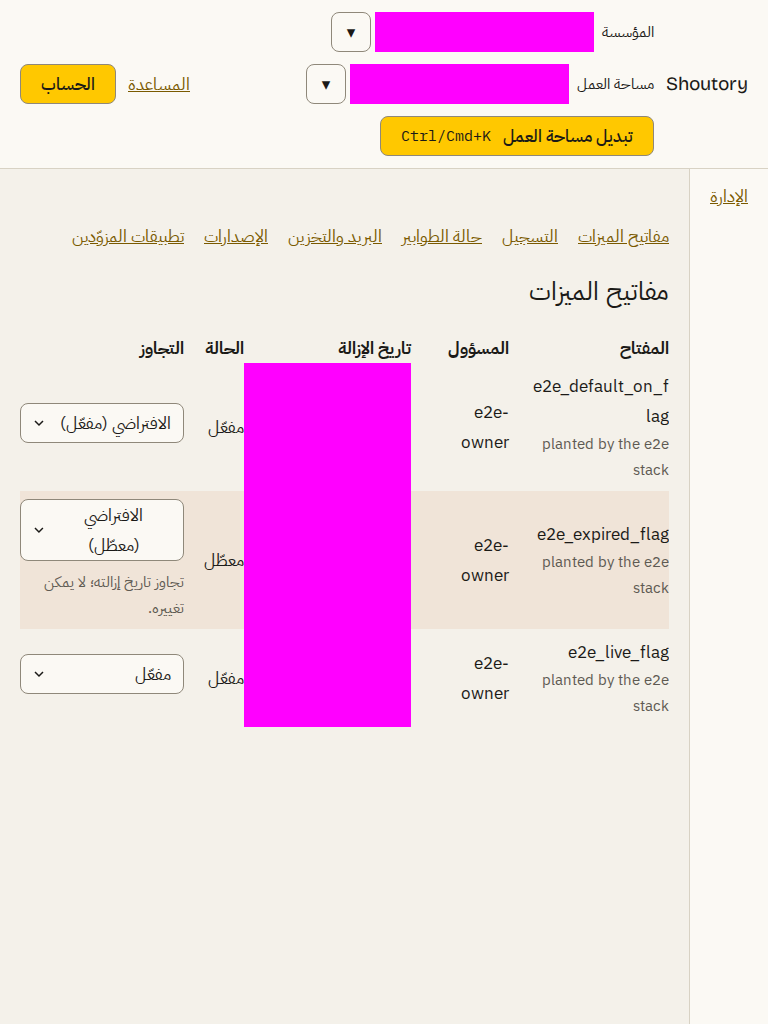 المؤسسة
▼
Shoutory
مساحة العمل
▼
المساعدة
الحساب
تبديل مساحة العمل Ctrl/Cmd+K
الإدارة
مفاتيح الميزات
التسجيل
حالة الطوابير
البريد والتخزين
الإصدارات
تطبيقات المزوّدين
مفاتيح الميزات
المفتاح
المسؤول
تاريخ الإزالة
الحالة
التجاوز
e2e_default_on_f
lag
planted by the e2e
stack
e2e-
owner
مفعّل
الافتراضي (مفعّل)
e2e_expired_flag
planted by the e2e
stack
e2e-
owner
معطّل
الافتراضي
(معطّل)
تجاوز تاريخ إزالته؛ لا يمكن
تغييره.
e2e_live_flag
planted by the e2e
stack
e2e-
owner
مفعّل
مفعّل